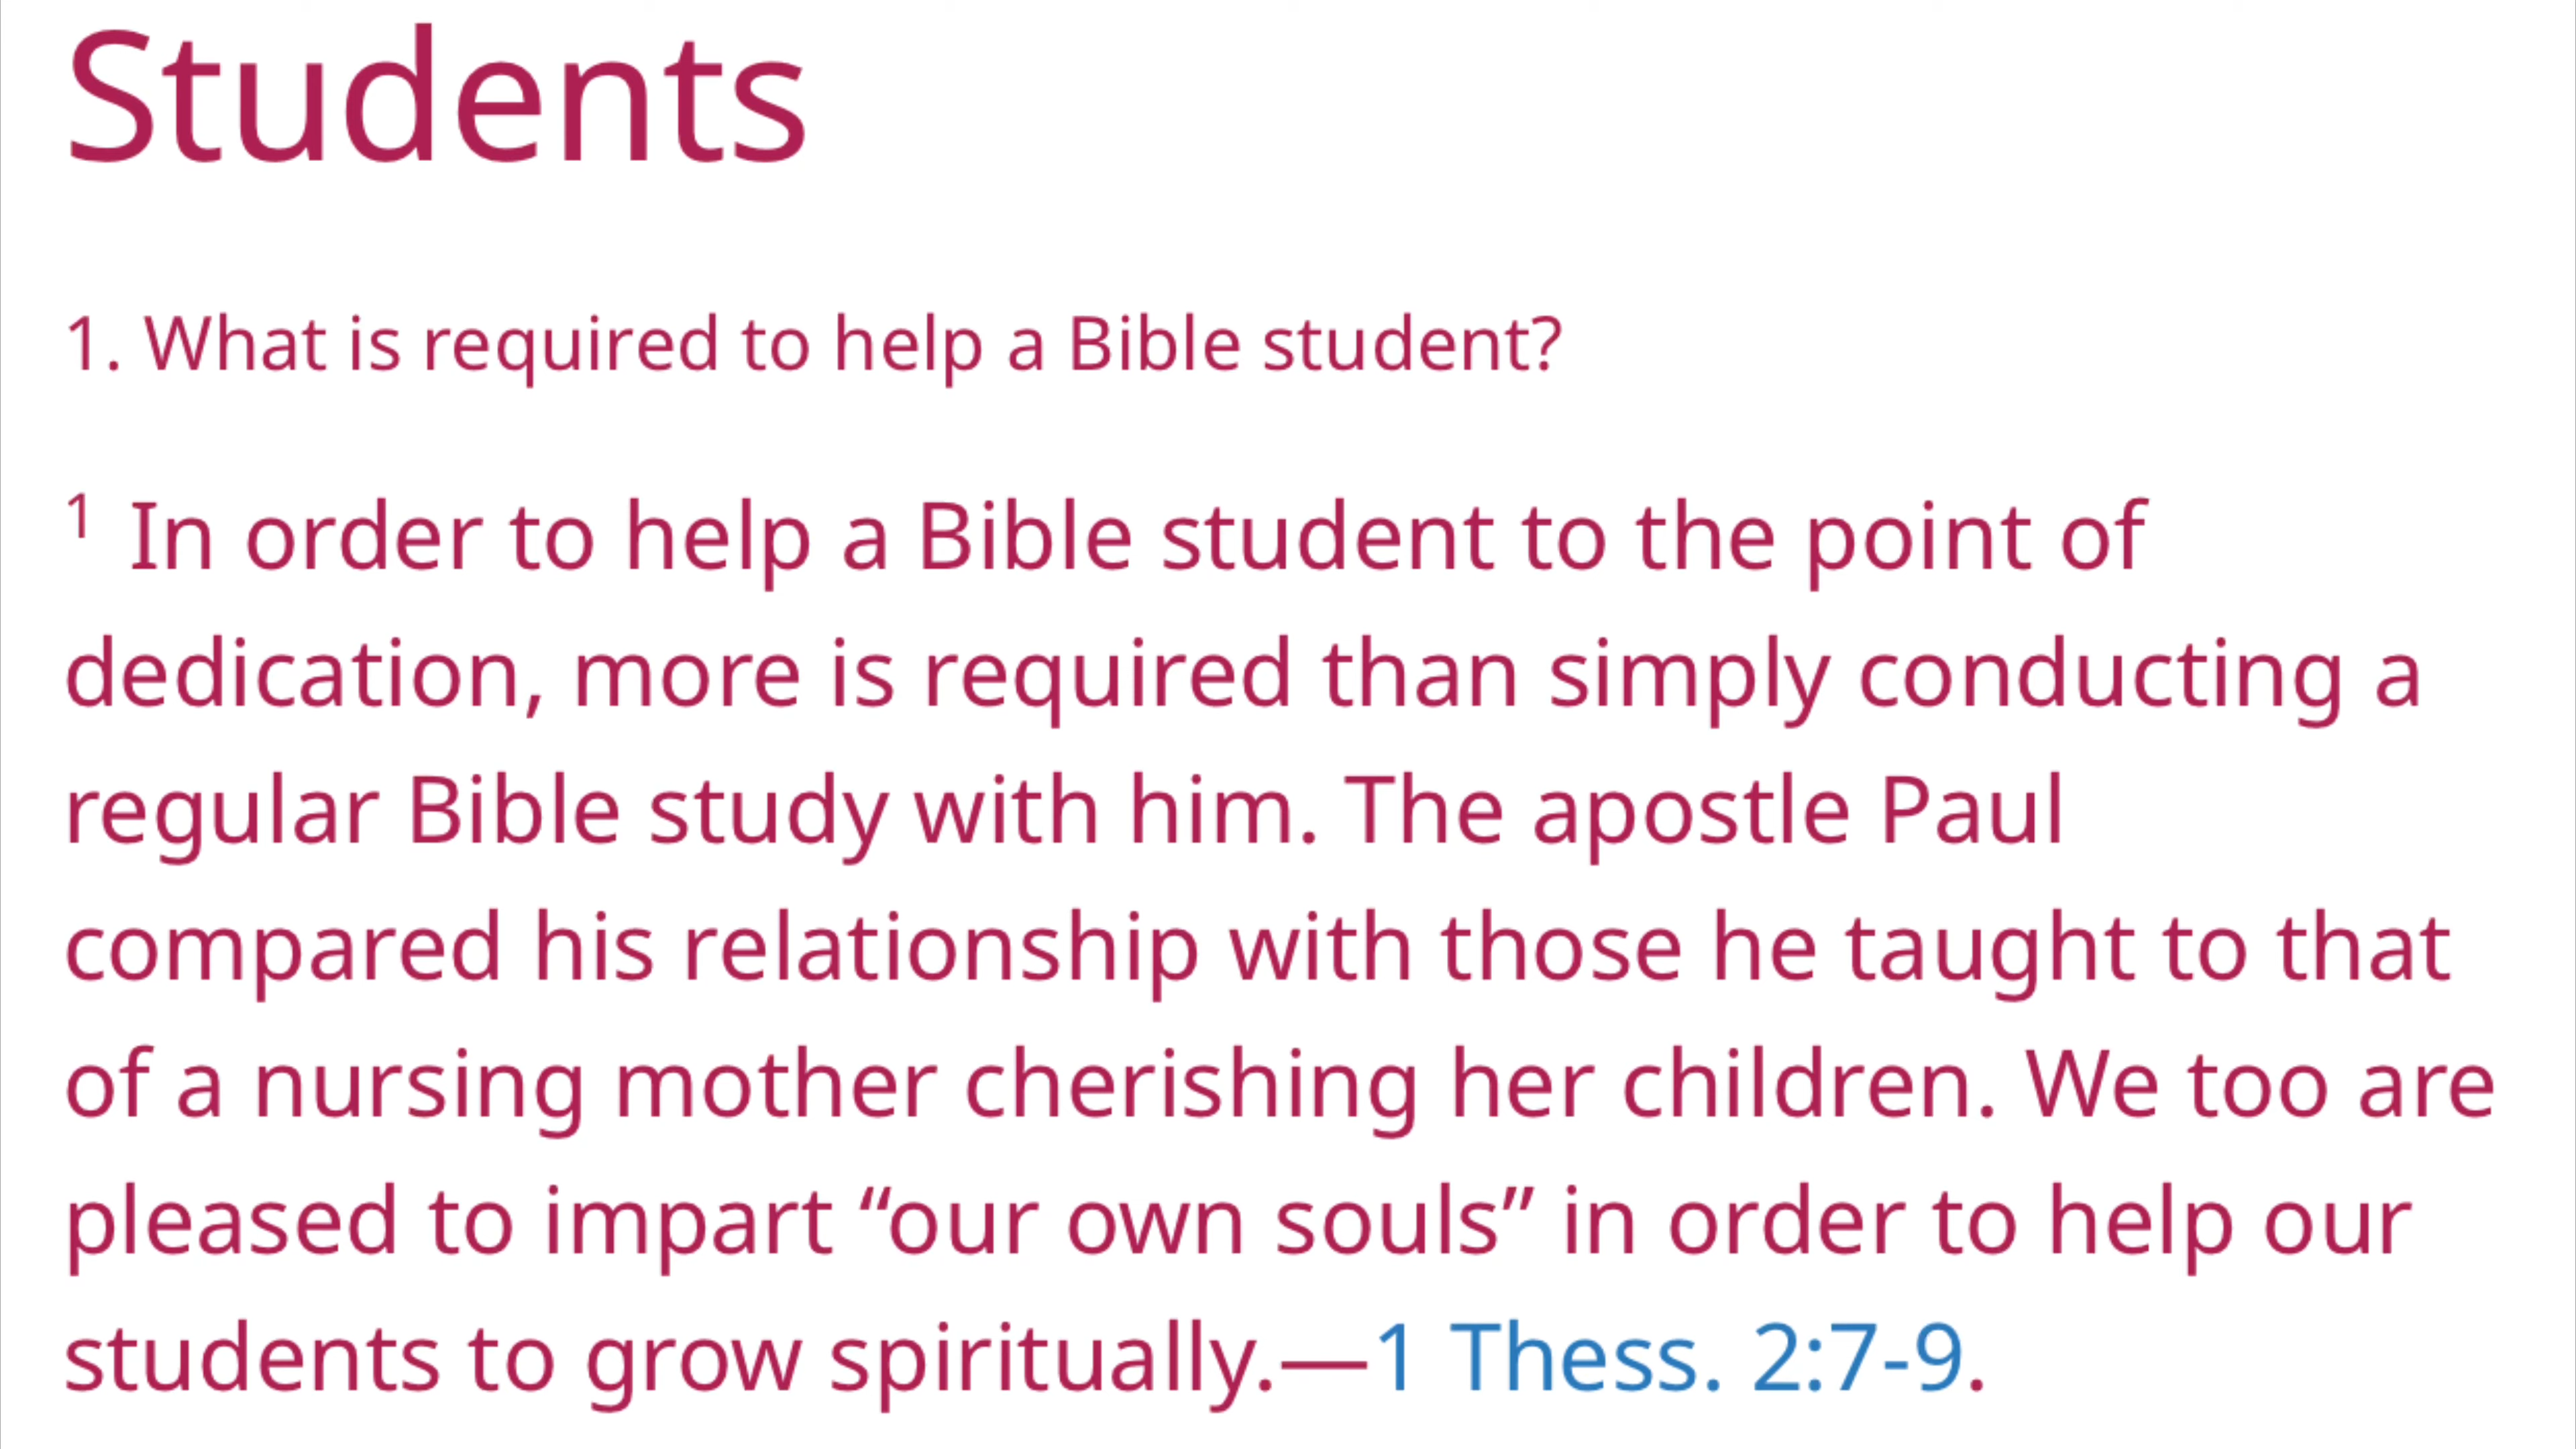 Students
1. What is required to help a Bible student?
1 In order to help a Bible student to the point of
dedication, more is required than simply conducting a
regular Bible study with him. The apostle Paul
compared his relationship with those he taught to that
of a nursing mother cherishing her children. We too are
pleased to impart “our own souls” in order to help our
students to grow spiritually.—1 Thess. 2:7-9.